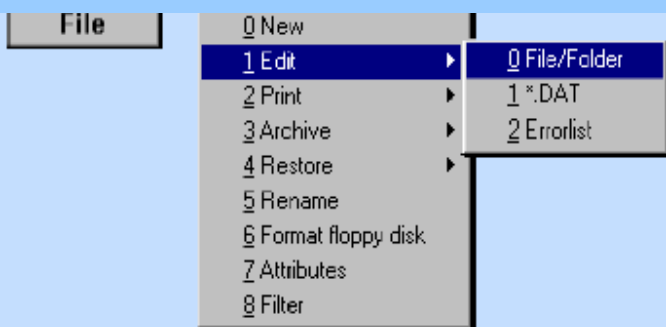 File
0 New
1 Edit
0 File/Folder
2 Print
1 *.DAT
3 Archive
2 Errorlist
4 Restore
5 Rename
6 Format floppy disk
7 Attributes
8 Filter